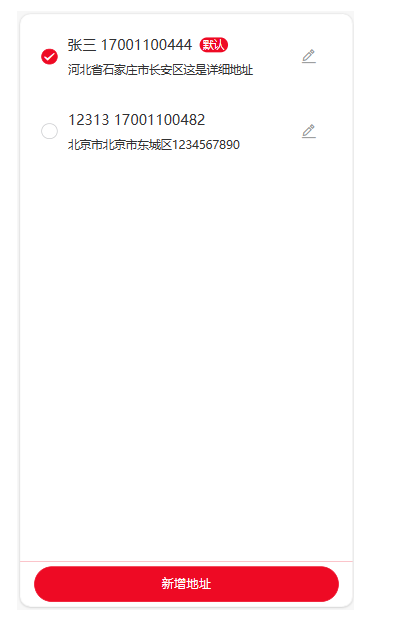 张三 17001100444 默认
河北省石家庄市长安区这是详细地址
12313 17001100482
北京市北京市东城区1234567890
新增地址